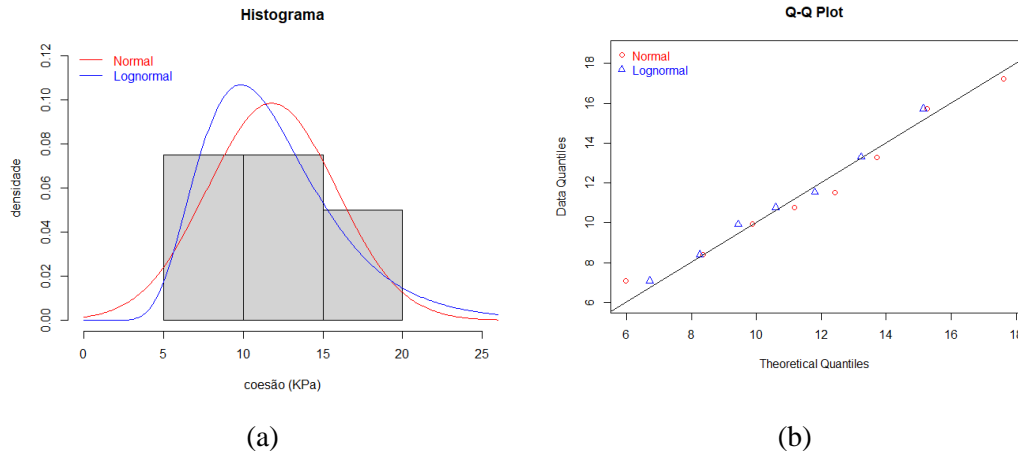 Histograma
Normal
Lognormal
densidade
0.00
0.02
0.04
0.06
0.08
0.10
0.12
0
5
10
15
20
25
coesão (KPa)
(a)
Q-Q Plot
Normal
Lognormal
Data Quantiles
6
8
10
12
14
16
18
6
8
10
12
14
16
18
Theoretical Quantiles
(b)